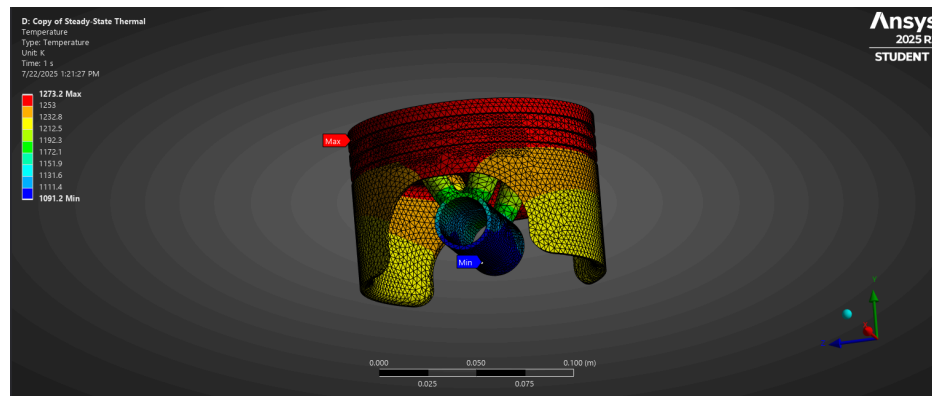 D: Copy of Steady-State Thermal
Temperature
Type: Temperature
Unit: K
Time: 1 s
7/22/2025 1:21:27 PM
1273.2 Max
1253
1232.8
1212.5
1192.3
1172.1
1151.9
1131.6
1111.4
1091.2 Min
Ansys
2025 R
STUDENT
Max
Min
0.000
0.050
0.100 (m)
0.025
0.075
Y